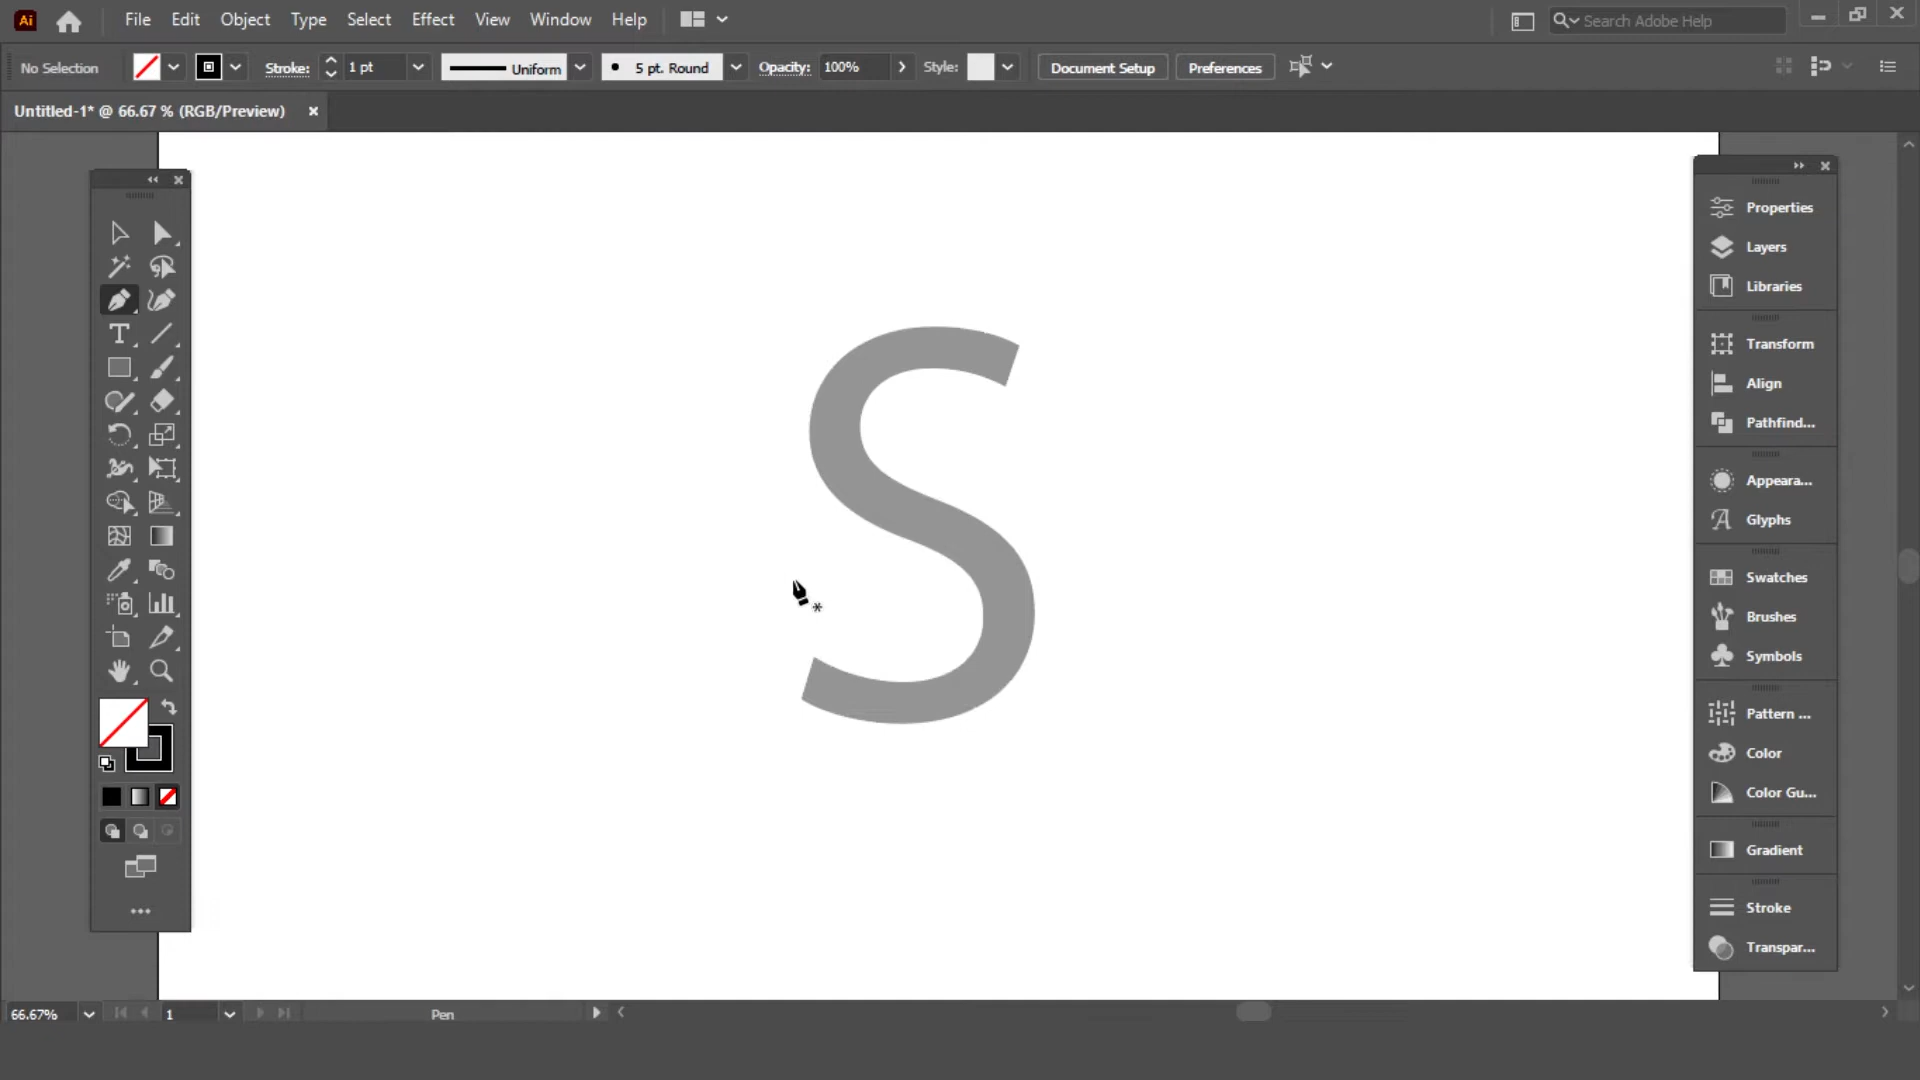 Ai File Edit Object Type Select Effect View Window Help Search Adobe Help
No Selection Stroke: 1 pt Uniform 5 pt. Round Opacity: 100% Style: Document Setup Preferences
Untitled-1* @ 66.67 % (RGB/Preview)
Properties
Layers
Libraries
Transform
Align
Pathfind...
Appeara...
Glyphs
Swatches
Brushes
Symbols
Pattern ...
Color
Color Gu...
Gradient
Stroke
Transpar...
S
66.67% 1 Pen